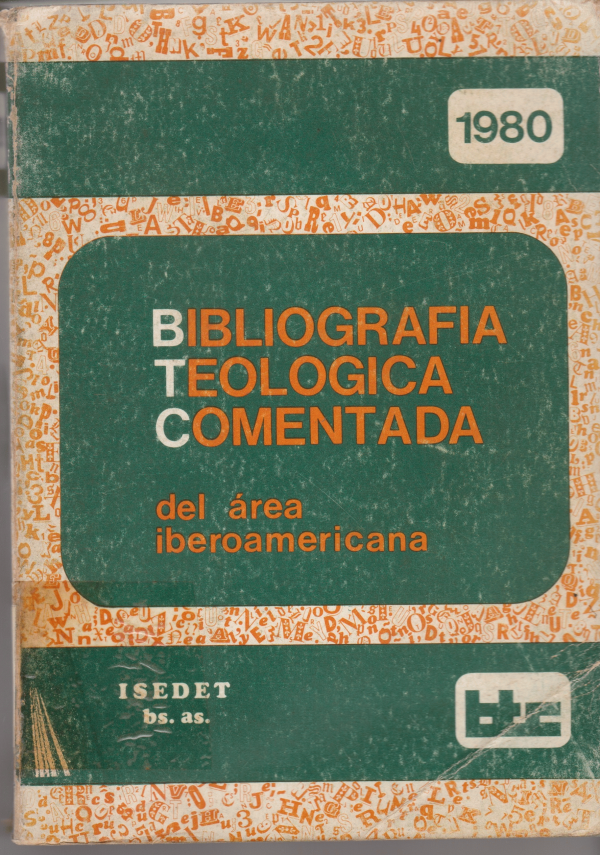 1980
BIBLIOGRAFIA
TEOLOGICA
COMENTADA
del área
iberoamericana
ISEDET
bs. as.
btc